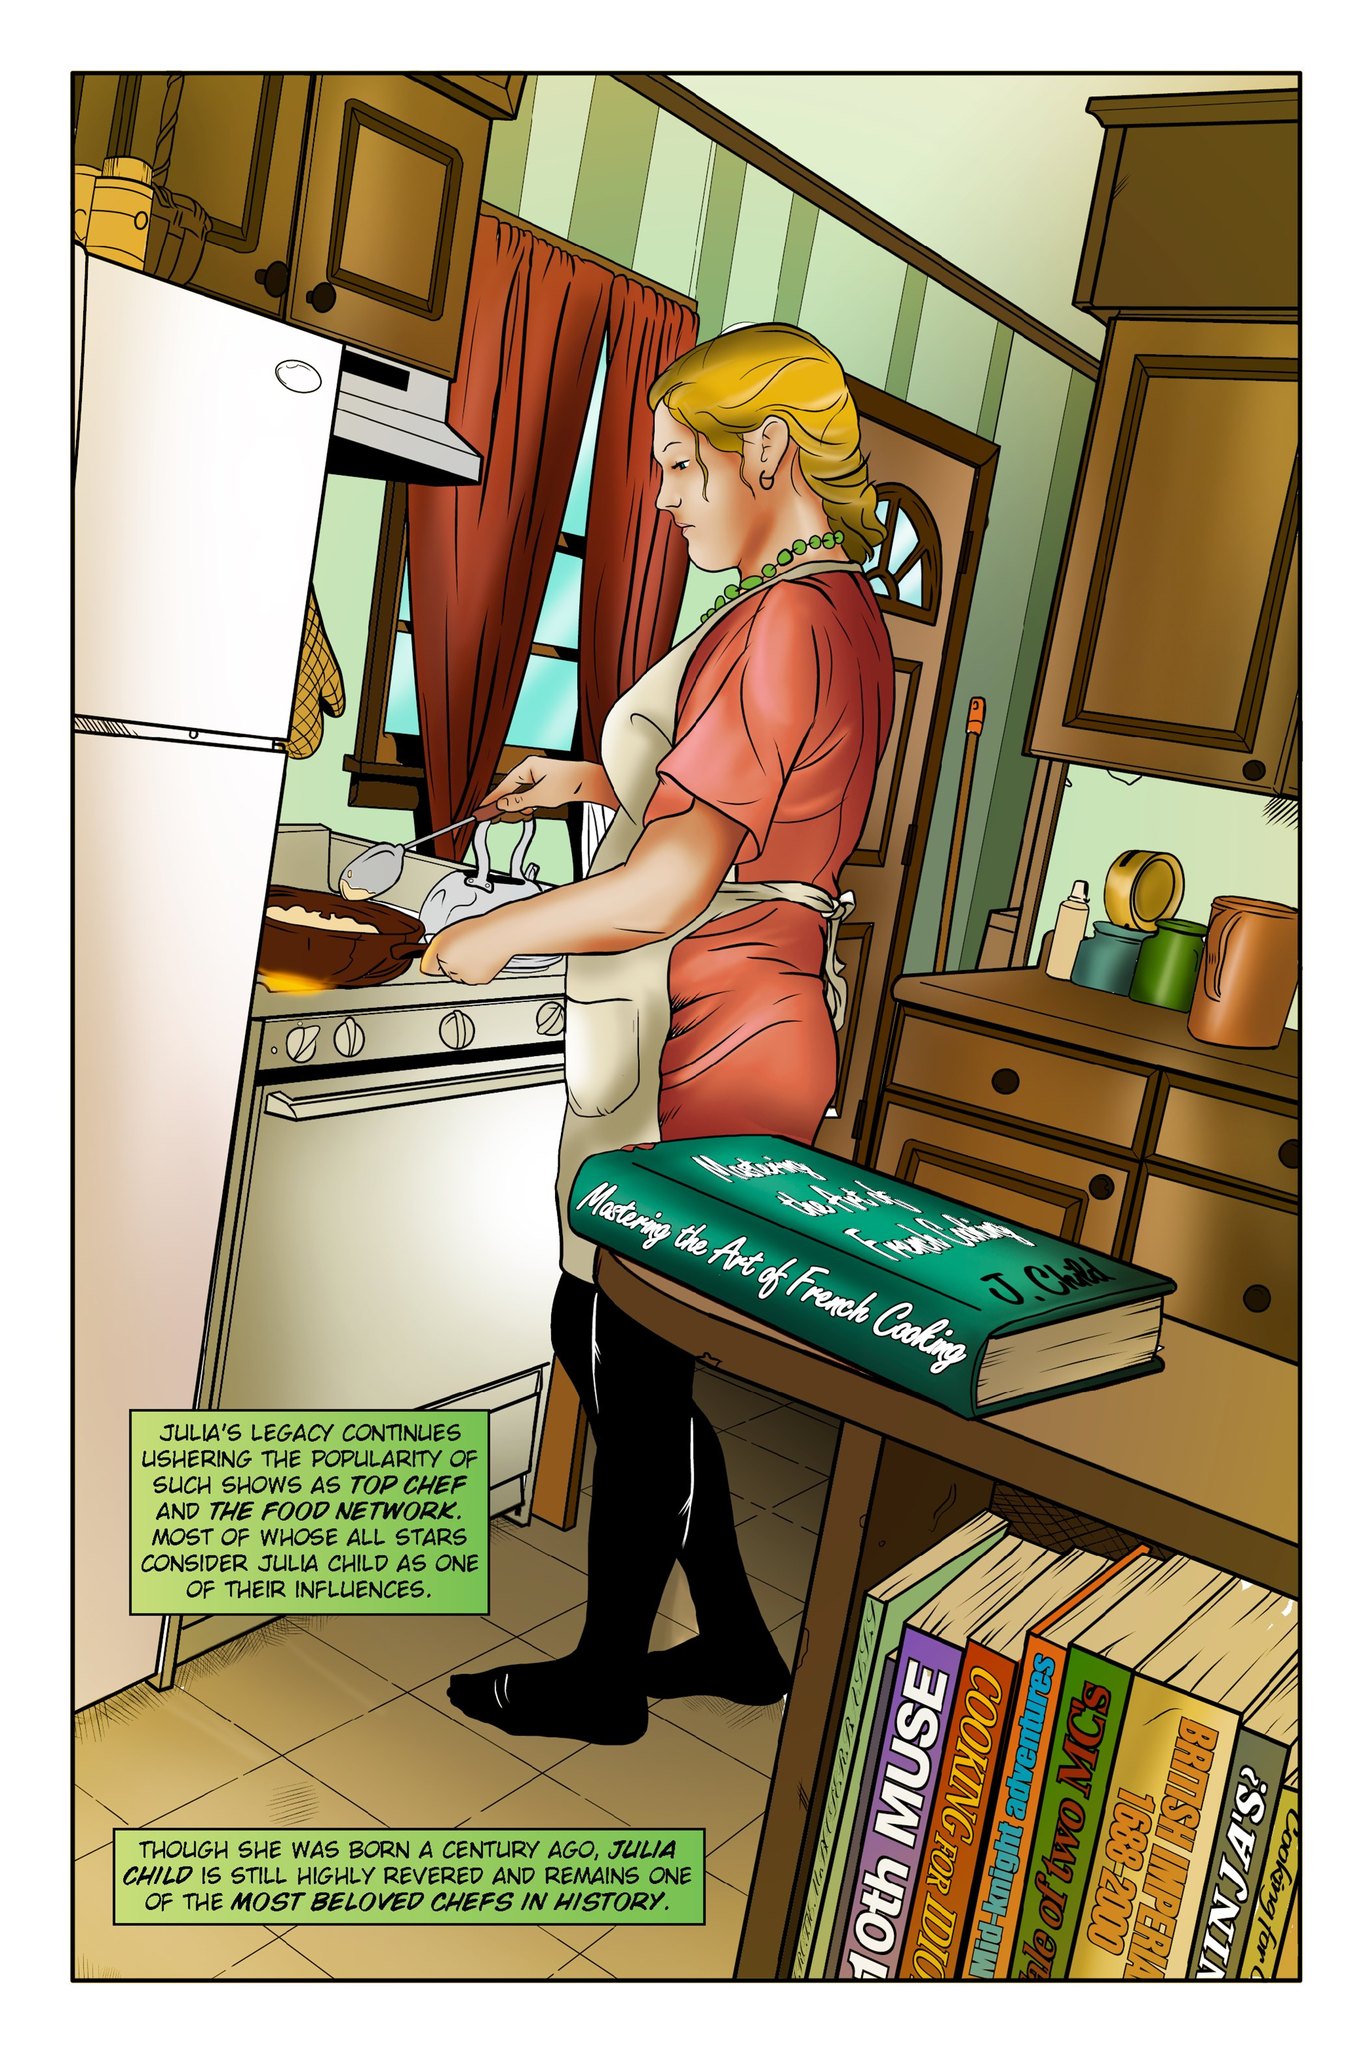 Mastering
the Art of
French Cooking
J. Child
Mastering the Art of French Cooking
JULIA'S LEGACY CONTINUES
USHERING THE POPULARITY OF
SUCH SHOWS AS TOP CHEF
AND THE FOOD NETWORK.
MOST OF WHOSE ALL STARS
CONSIDER JULIA CHILD AS ONE
OF THEIR INFLUENCES.
10th MUSE
COOKING FOR IDIO
Mid-Knight adventures
ale of two MCs
BRITISH IMPERIA
1688-2000
NINJA'S?
Cooking for
THOUGH SHE WAS BORN A CENTURY AGO, JULIA
CHILD IS STILL HIGHLY REVERED AND REMAINS ONE
OF THE MOST BELOVED CHEFS IN HISTORY.